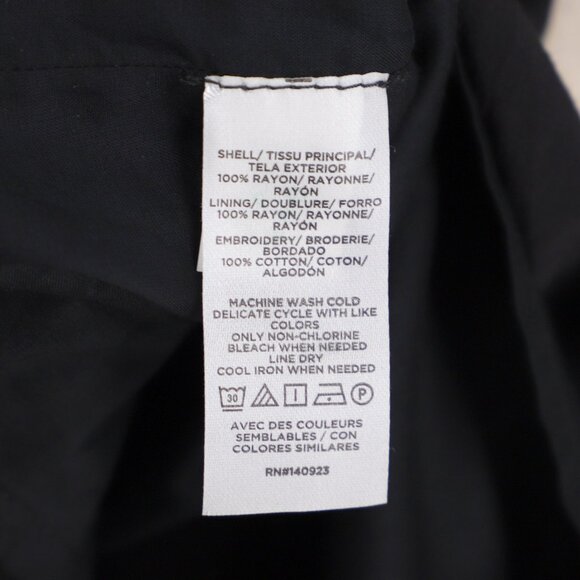 SHELL/ TISSU PRINCIPAL/
TELA EXTERIOR
100% RAYON/ RAYONNE/
RAYÓN
LINING/ DOUBLURE/ FORRO
100% RAYON/ RAYONNE/
RAYÓN
EMBROIDERY/ BRODERIE/
BORDADO
100% COTTON/ COTON/
ALGODÓN
MACHINE WASH COLD
DELICATE CYCLE WITH LIKE
COLORS
ONLY NON-CHLORINE
BLEACH WHEN NEEDED
LINE DRY
COOL IRON WHEN NEEDED
30 P
AVEC DES COULEURS
SEMBLABLES / CON
COLORES SIMILARES
RN#140923